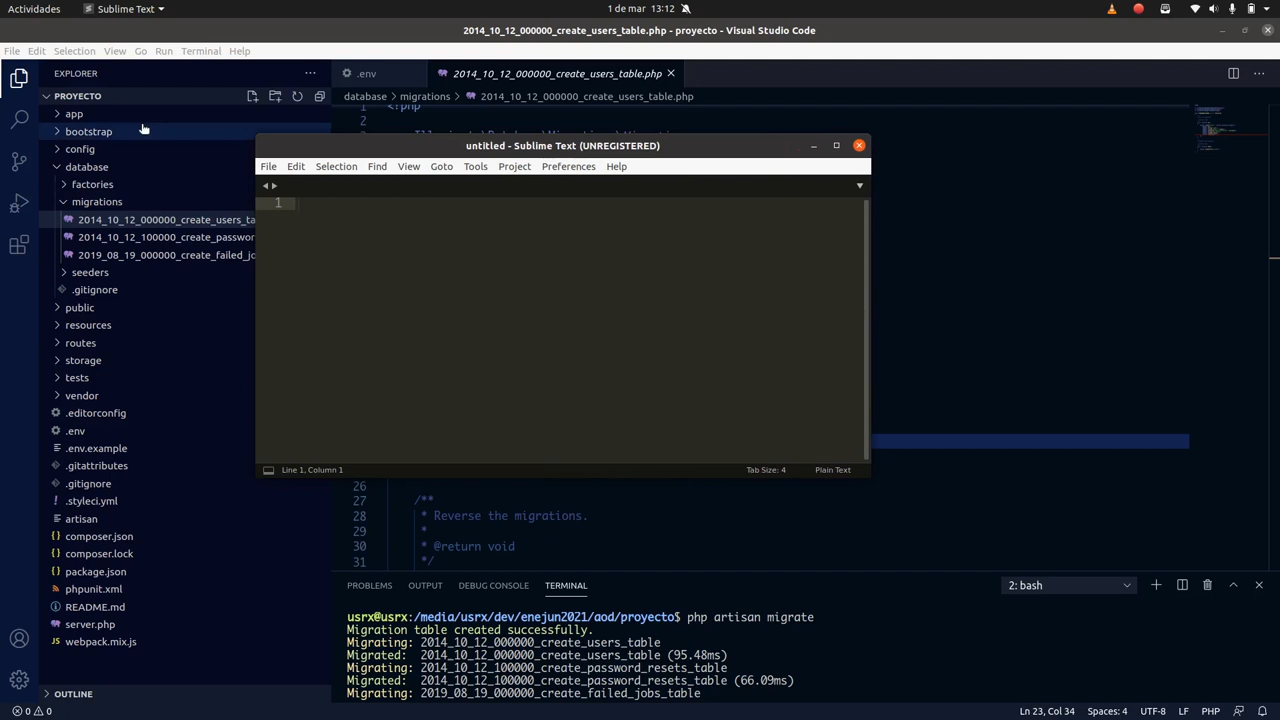 Actividades
Sublime Text
1 de mar 13:12
2014_10_12_000000_create_users_table.php - proyecto - Visual Studio Code
File Edit Selection View Go Run Terminal Help
EXPLORER
.env
2014_10_12_000000_create_users_table.php
PROYECTO
database > migrations > 2014_10_12_000000_create_users_table.php
app
bootstrap
config
database
factories
migrations
2014_10_12_000000_create_users_ta
2014_10_12_100000_create_passwor
2019_08_19_000000_create_failed_jo
seeders
.gitignore
public
resources
routes
storage
tests
vendor
.editorconfig
.env
.env.example
.gitattributes
.gitignore
.styleci.yml
artisan
composer.json
composer.lock
package.json
phpunit.xml
README.md
server.php
webpack.mix.js
OUTLINE
1 <?php
2
untitled - Sublime Text (UNREGISTERED)
File Edit Selection Find View Goto Tools Project Preferences Help
1
Line 1, Column 1
Tab Size: 4
Plain Text
26
27 /**
28 * Reverse the migrations.
29 *
30 * @return void
31 */
PROBLEMS OUTPUT DEBUG CONSOLE TERMINAL
2: bash
usrx@usrx:/media/usrx/dev/enejun2021/aod/proyecto$ php artisan migrate
Migration table created successfully.
Migrating: 2014_10_12_000000_create_users_table
Migrated: 2014_10_12_000000_create_users_table (95.48ms)
Migrating: 2014_10_12_100000_create_password_resets_table
Migrated: 2014_10_12_100000_create_password_resets_table (66.09ms)
Migrating: 2019_08_19_000000_create_failed_jobs_table
0 0
Ln 23, Col 34
Spaces: 4
UTF-8
LF
PHP